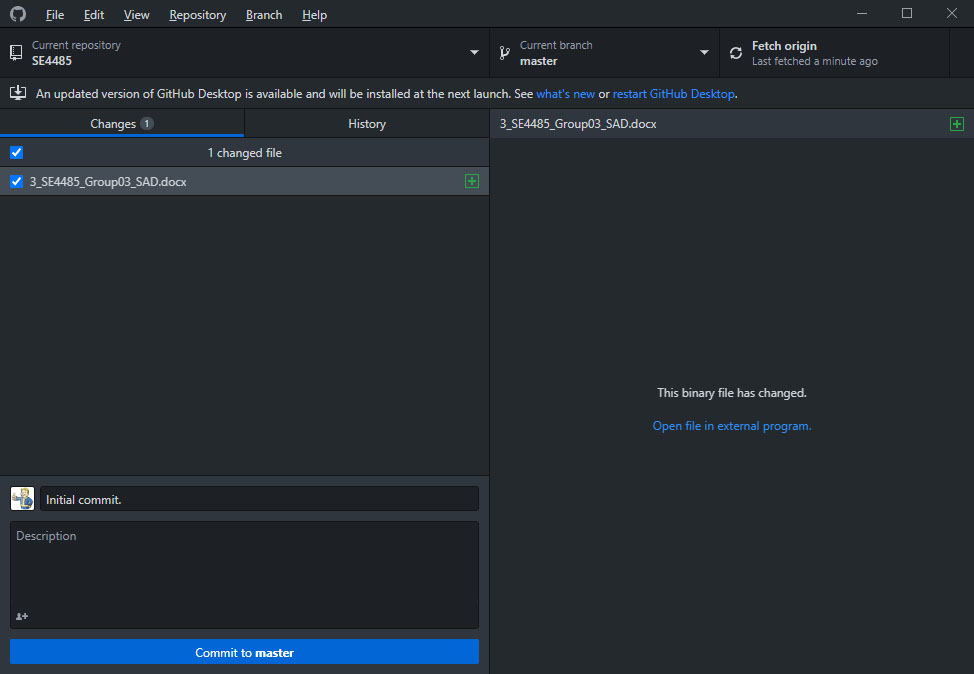 File Edit View Repository Branch Help
Current repository
SE4485
Current branch
master
Fetch origin
Last fetched a minute ago
An updated version of GitHub Desktop is available and will be installed at the next launch. See what's new or restart GitHub Desktop.
Changes 1
History
3_SE4485_Group03_SAD.docx
1 changed file
3_SE4485_Group03_SAD.docx
This binary file has changed.
Open file in external program.
Initial commit.
Description
Commit to master